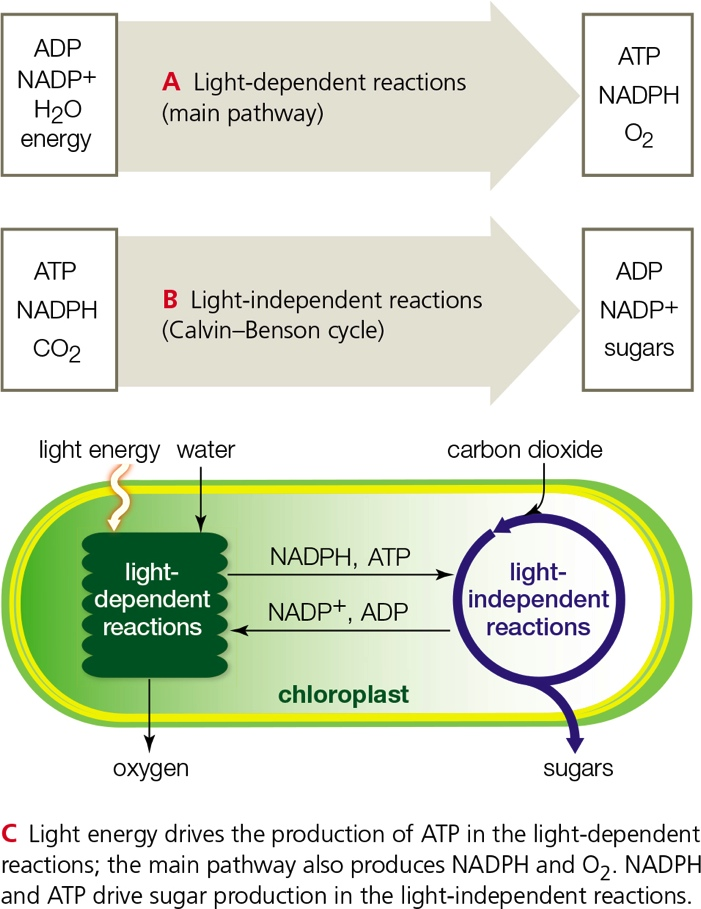 ADP
NADP+
H2O
energy
A Light-dependent reactions
(main pathway)
ATP
NADPH
O2
ATP
NADPH
CO2
B Light-independent reactions
(Calvin–Benson cycle)
ADP
NADP+
sugars
light energy water
carbon dioxide
light-
dependent
reactions
NADPH, ATP
NADP+, ADP
light-
independent
reactions
chloroplast
oxygen
sugars
C Light energy drives the production of ATP in the light-dependent
reactions; the main pathway also produces NADPH and O2. NADPH
and ATP drive sugar production in the light-independent reactions.